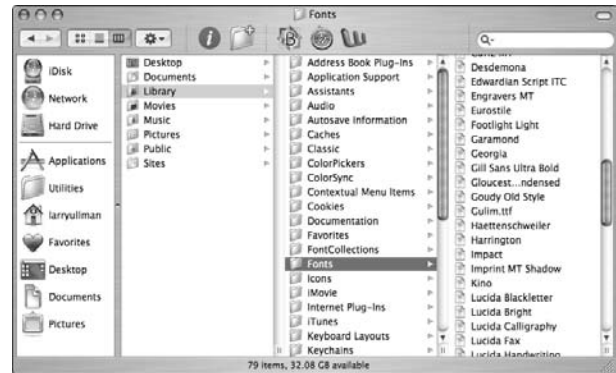 Fonts
iDisk
Network
Hard Drive
Applications
Utilities
larryullman
Favorites
Desktop
Documents
Pictures
Desktop
Documents
Library
Movies
Music
Pictures
Public
Sites
Address Book Plug-Ins
Application Support
Assistants
Audio
Autosave Information
Caches
Classic
ColorPickers
ColorSync
Contextual Menu Items
Cookies
Documentation
Favorites
FontCollections
Fonts
Icons
iMovie
Internet Plug-Ins
iTunes
Keyboard Layouts
Keychains
Desdemona
Edwardian Script ITC
Engravers MT
Eurostile
Footlight Light
Garamond
Georgia
Gill Sans Ultra Bold
Gloucest...ndensed
Goudy Old Style
Gulim.ttf
Haettenschweiler
Harrington
Impact
Imprint MT Shadow
Kino
Lucida Blackletter
Lucida Bright
Lucida Calligraphy
Lucida Fax
Lucida Handwriting
79 items, 32.08 GB available